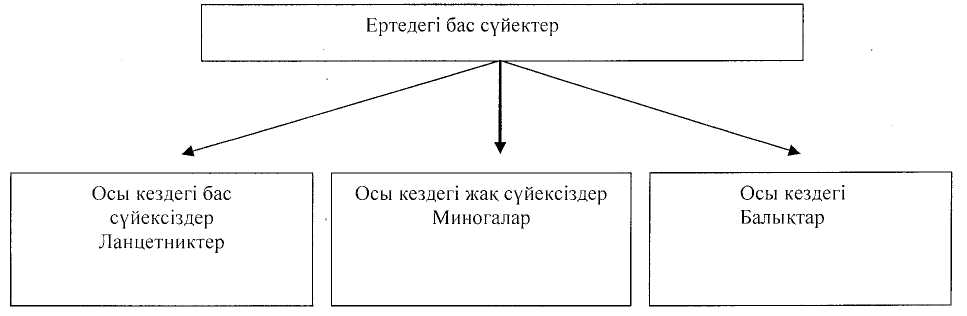 Ертедегі бас сүйектер
Осы кездегі бас
сүйексіздер
Ланцетниктер
Осы кездегі жақ сүйексіздер
Миногалар
Осы кездегі
Балықтар